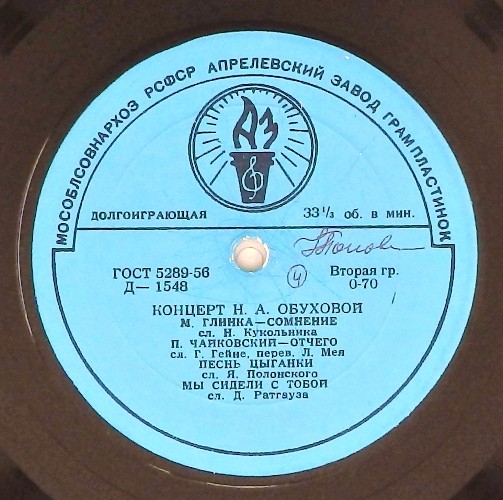 МОСОБЛСОВНАРХОЗ РСФСР АПРЕЛЕВСКИЙ ЗАВОД ГРАМПЛАСТИНОК
АЗ
ДОЛГОИГРАЮЩАЯ 33 1/3 об. в мин.
ГОСТ 5289-56 4 Вторая гр.
Д— 1548 0-70
КОНЦЕРТ Н. А. ОБУХОВОЙ
М. ГЛИНКА—СОМНЕНИЕ
сл. Н. Кукольника
П. ЧАЙКОВСКИЙ—ОТЧЕГО
сл. Г. Гейне, перев. Л. Мея
ПЕСНЬ ЦЫГАНКИ
сл. Я. Полонского
МЫ СИДЕЛИ С ТОБОЙ
сл. Д. Ратгауза